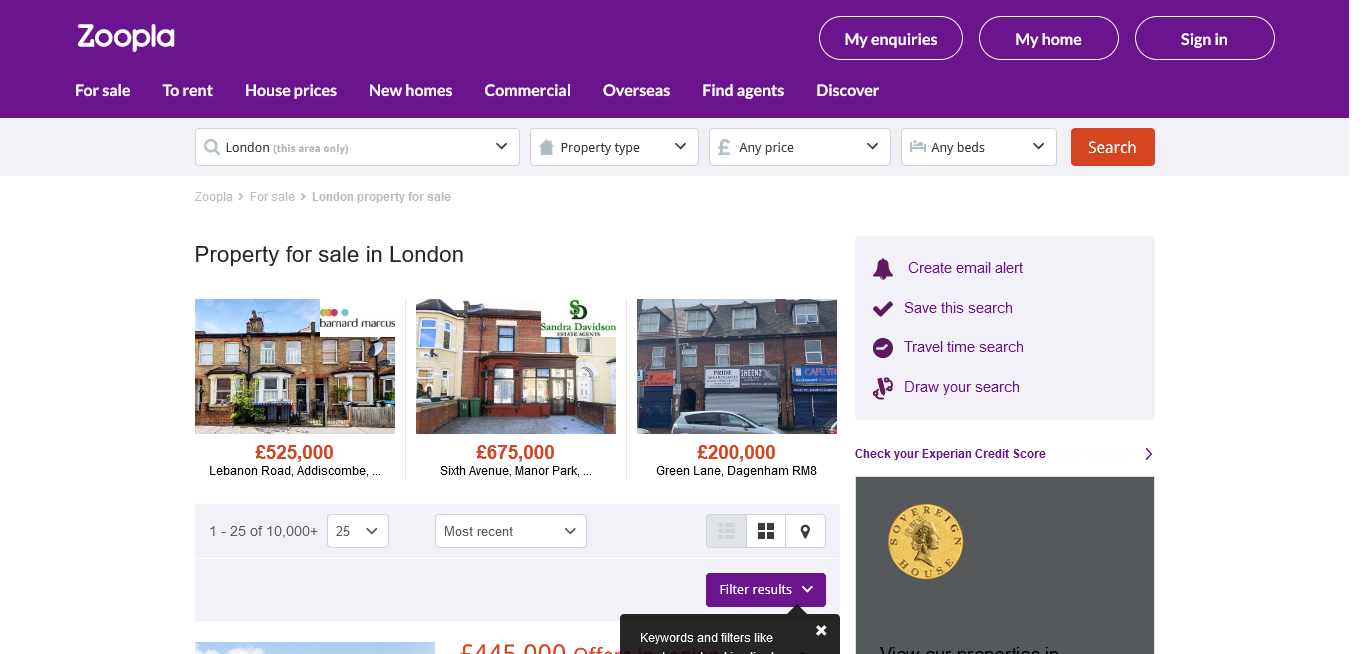 Zoopla
My enquiries
My home
Sign in
For sale
To rent
House prices
New homes
Commercial
Overseas
Find agents
Discover
London (this area only)
Property type
Any price
Any beds
Search
Zoopla > For sale > London property for sale
Property for sale in London
barnard marcus
SD
Sandra Davidson
ESTATE AGENTS
PRIDE
SHEENZ
£525,000
Lebanon Road, Addiscombe, ...
£675,000
Sixth Avenue, Manor Park, ...
£200,000
Green Lane, Dagenham RM8
Create email alert
Save this search
Travel time search
Draw your search
Check your Experian Credit Score
SOVEREIGN
HOUSE
View our properties in
1 - 25 of 10,000+
25
Most recent
Filter results
Keywords and filters like
£445,000 Offers